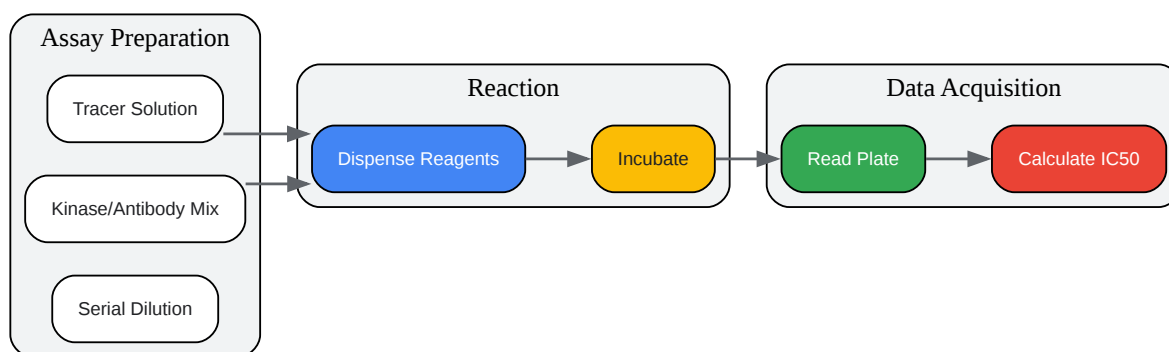 Assay Preparation
Tracer Solution
Kinase/Antibody Mix
Serial Dilution
Reaction
Dispense Reagents
Incubate
Data Acquisition
Read Plate
Calculate IC50